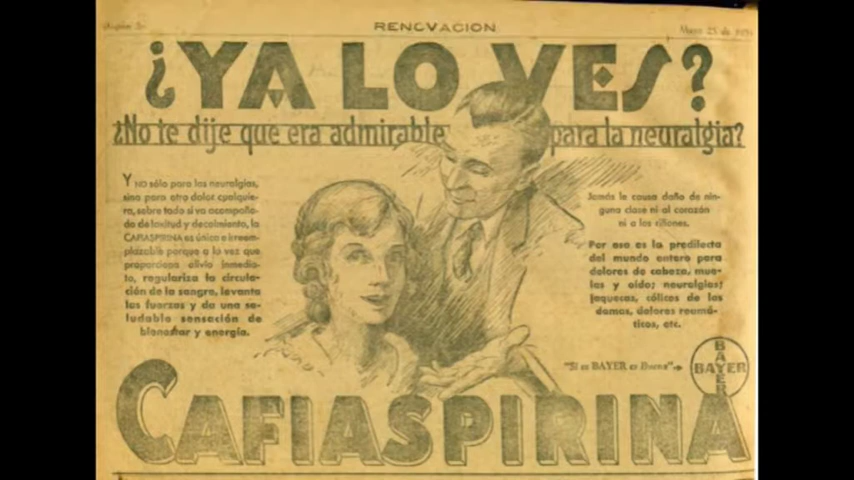 RENOVACION
Mayo 25 de 1931
¿YA LO VES?
¿No te dije que era admirable para la neuralgia?
Y NO sólo para las neuralgias,
sino para otro dolor cualquie-
ra, sobre todo si va acompaña-
do de laxitud y decaimiento, la
CAFIASPIRINA es única e irreem-
plazable porque a la vez que
proporciona alivio inmedia-
to, regulariza la circula-
ción de la sangre, levanta
las fuerzas y da una sa-
ludable sensación de
bienestar y energía.
Jamás le causa daño de nin-
guna clase ni al corazón
ni a los riñones.
Por eso es la predilecta
del mundo entero para
dolores de cabeza, mue-
las y oído; neuralgias;
jaquecas, cólicos de las
damas, dolores reumá-
ticos, etc.
"Si es BAYER es Bueno"
BAYER
BAYER
CAFIASPIRINA